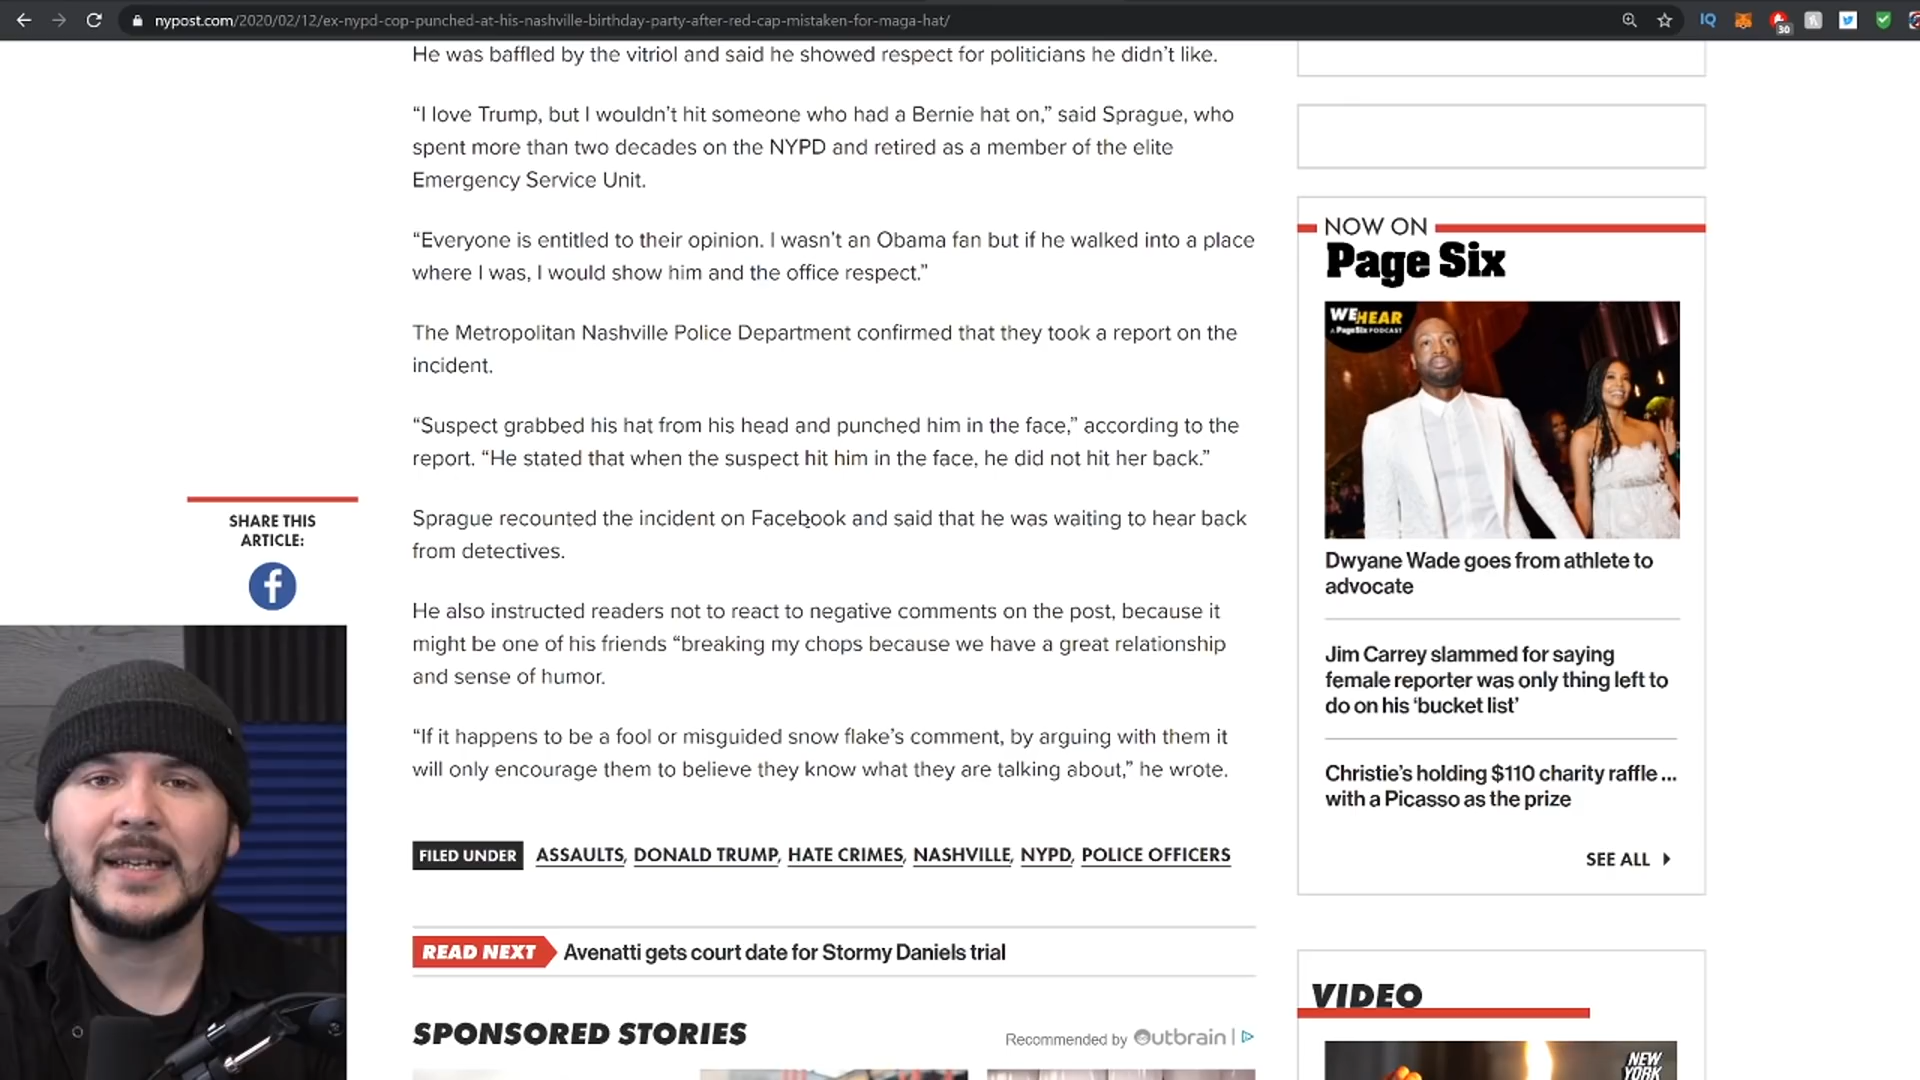 nypost.com/2020/02/12/ex-nypd-cop-punched-at-his-nashville-birthday-party-after-red-cap-mistaken-for-maga-hat/
IQ
30
He was baffled by the vitriol and said he showed respect for politicians he didn't like.
“I love Trump, but I wouldn't hit someone who had a Bernie hat on,” said Sprague, who
spent more than two decades on the NYPD and retired as a member of the elite
Emergency Service Unit.
“Everyone is entitled to their opinion. I wasn't an Obama fan but if he walked into a place
where I was, I would show him and the office respect.”
The Metropolitan Nashville Police Department confirmed that they took a report on the
incident.
“Suspect grabbed his hat from his head and punched him in the face,” according to the
report. “He stated that when the suspect hit him in the face, he did not hit her back.”
Sprague recounted the incident on Facebook and said that he was waiting to hear back
from detectives.
He also instructed readers not to react to negative comments on the post, because it
might be one of his friends “breaking my chops because we have a great relationship
and sense of humor.
“If it happens to be a fool or misguided snow flake's comment, by arguing with them it
will only encourage them to believe they know what they are talking about,” he wrote.
SHARE THIS
ARTICLE:
f
FILED UNDER ASSAULTS, DONALD TRUMP, HATE CRIMES, NASHVILLE, NYPD, POLICE OFFICERS
READ NEXT Avenatti gets court date for Stormy Daniels trial
SPONSORED STORIES
Recommended by Outbrain |
NOW ON
Page Six
WE HEAR
A PageSix PODCAST
Dwyane Wade goes from athlete to
advocate
Jim Carrey slammed for saying
female reporter was only thing left to
do on his ‘bucket list’
Christie's holding $110 charity raffle ...
with a Picasso as the prize
SEE ALL
VIDEO
NEW
YORK